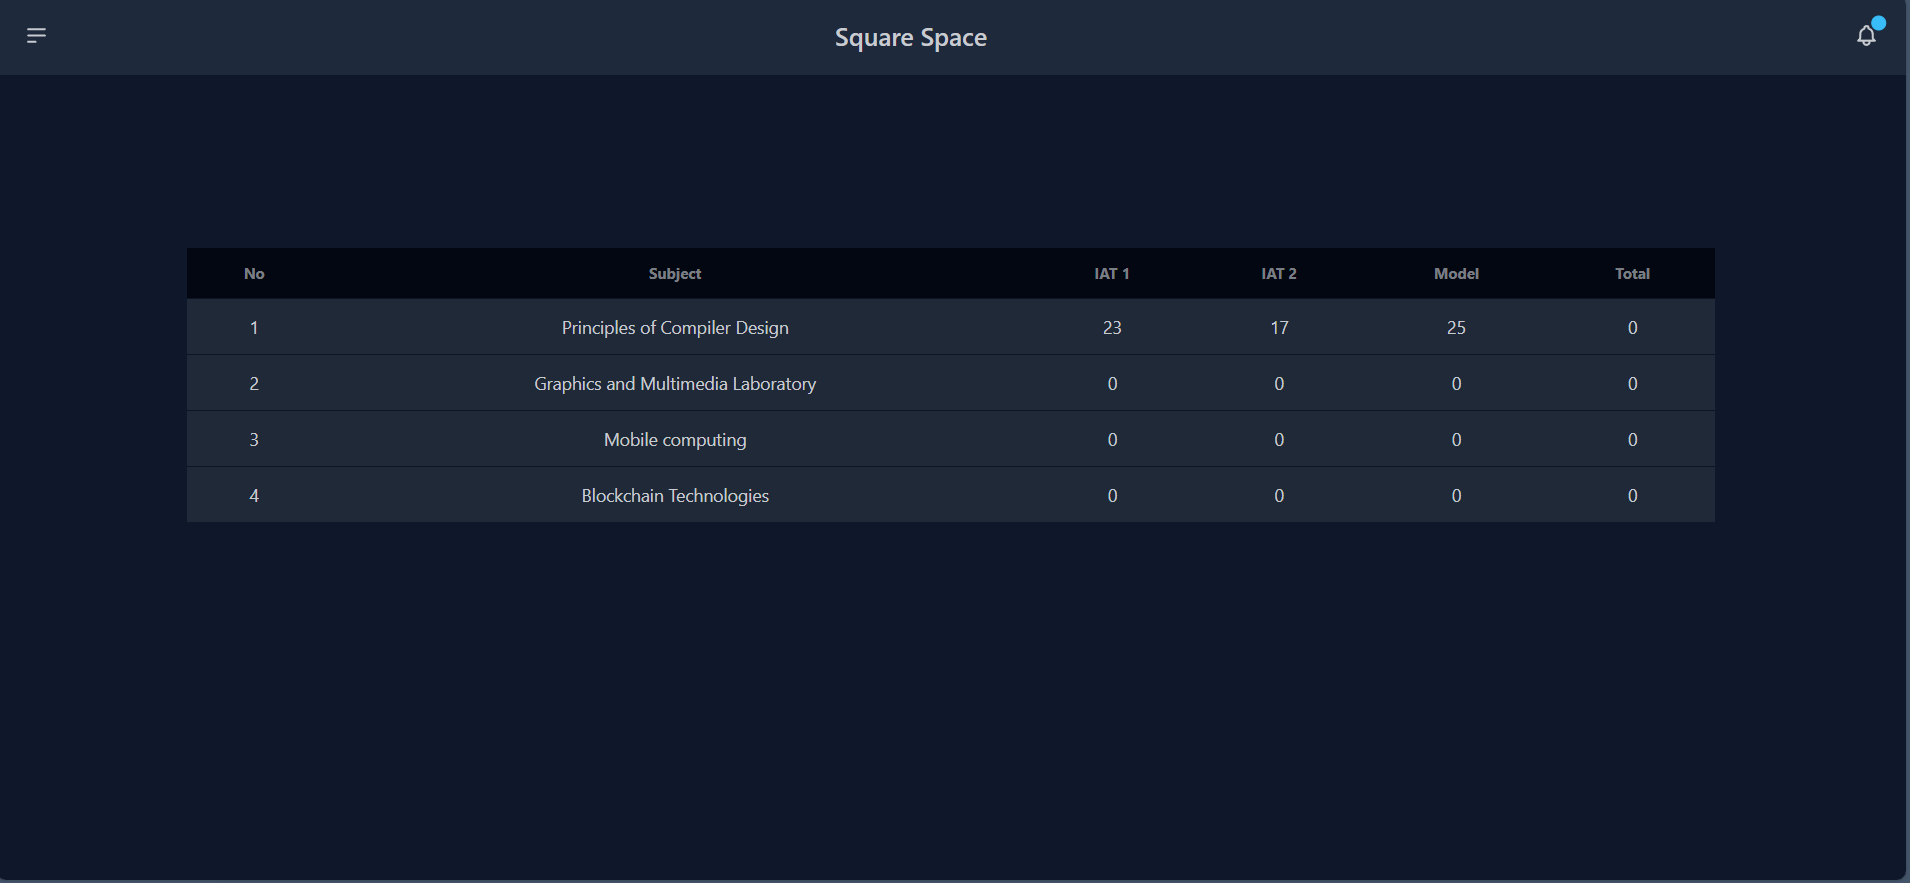 Square Space
No Subject IAT 1 IAT 2 Model Total
1 Principles of Compiler Design 23 17 25 0
2 Graphics and Multimedia Laboratory 0 0 0 0
3 Mobile computing 0 0 0 0
4 Blockchain Technologies 0 0 0 0